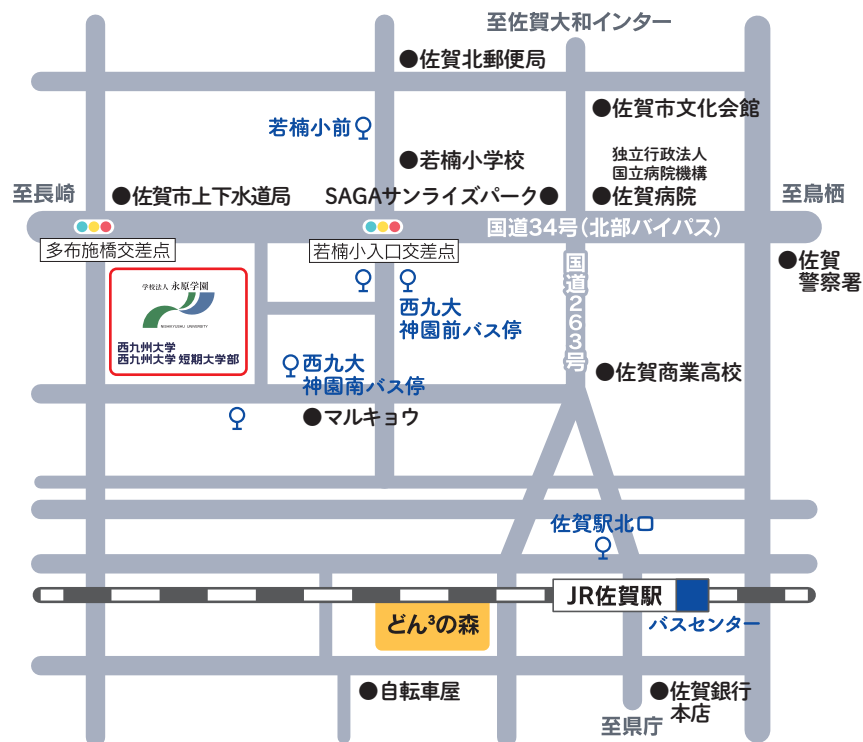 至佐賀大和インター
●佐賀北郵便局
●佐賀市文化会館
若楠小前
●若楠小学校
独立行政法人
国立病院機構
●佐賀病院
至長崎
●佐賀市上下水道局
SAGAサンライズパーク●
至鳥栖
国道34号(北部バイパス)
多布施橋交差点
若楠小入口交差点
●佐賀
警察署
国道263号
学校法人 永原学園
NISHIKYUSHU UNIVERSITY
西九州大学
西九州大学 短期大学部
西九大
神園前バス停
西九大
神園南バス停
●佐賀商業高校
●マルキョウ
佐賀駅北口
JR佐賀駅
バスセンター
どん³の森
●自転車屋
●佐賀銀行
本店
至県庁